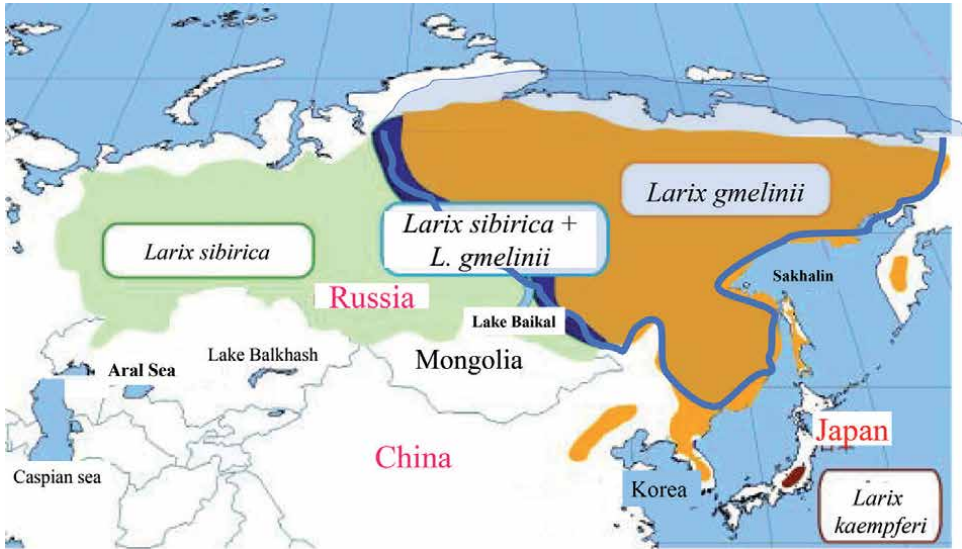 Larix gmelinii
Larix sibirica +
L. gmelinii
Larix sibirica
Sakhalin
Russia
Lake Baikal
Lake Balkhash
Mongolia
Aral Sea
Japan
China
Caspian sea
Korea
Larix
kaempferi